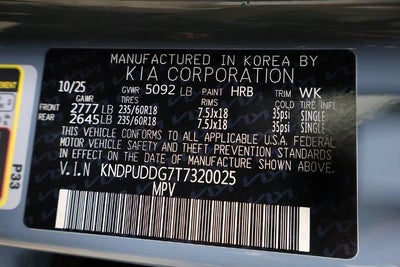 MANUFACTURED IN KOREA BY
KIA CORPORATION
10/25 GVWR 5092 LB PAINT HRB TRIM WK
GAWR TIRES RIMS COLD TIRE INFL
FRONT 2777 LB 235/60R18 7.5Jx18 35psi SINGLE
REAR 2645 LB 235/60R18 7.5Jx18 35psi SINGLE
THIS VEHICLE CONFORMS TO ALL APPLICABLE U.S.A. FEDERAL
MOTOR VEHICLE SAFETY AND THEFT PREVENTION STANDARDS
IN EFFECT ON THE DATE OF MANUFACTURE SHOWN ABOVE.
V.I.N KNDPUDDG7T7320025
MPV
P33